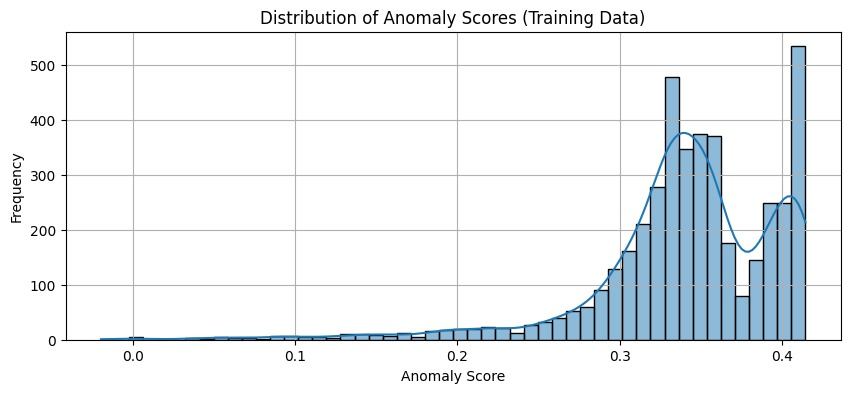 Distribution of Anomaly Scores (Training Data)
500
400
300
200
100
0
Frequency
0.0 0.1 0.2 0.3 0.4
Anomaly Score